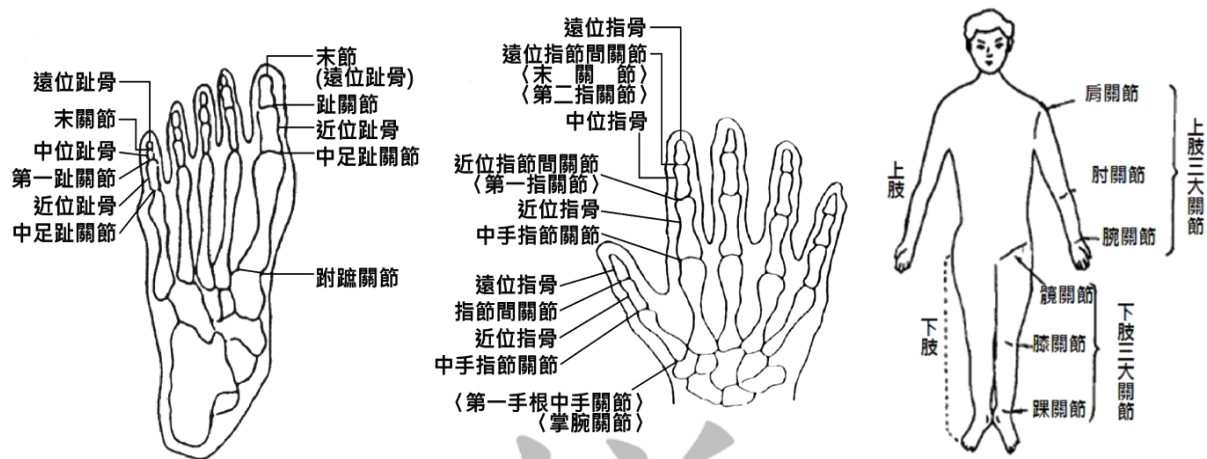 遠位趾骨
末關節
中位趾骨
第一趾關節
近位趾骨
中足趾關節
末節
(遠位趾骨)
趾關節
近位趾骨
中足趾關節
跗蹠關節
遠位指骨
遠位指節間關節
〈末關節〉
〈第二指關節〉
中位指骨
近位指節間關節
〈第一指關節〉
近位指骨
中手指節關節
遠位指骨
指節間關節
近位指骨
中手指節關節
〈第一手根中手關節〉
〈掌腕關節〉
上肢
下肢
肩關節
肘關節
腕關節
上肢三大關節
髖關節
膝關節
踝關節
下肢三大關節